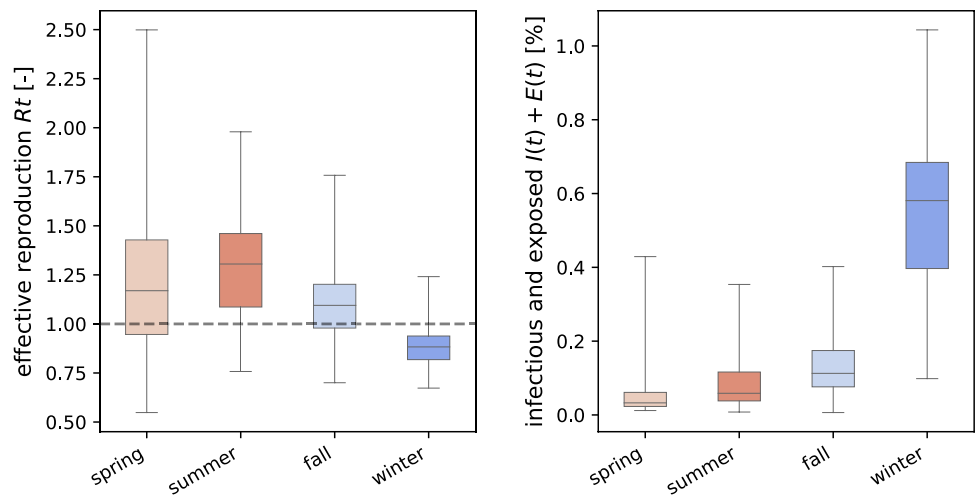 effective reproduction Rt [-]
2.50
2.25
2.00
1.75
1.50
1.25
1.00
0.75
0.50
spring
summer
fall
winter
infectious and exposed I(t) + E(t) [%]
1.0
0.8
0.6
0.4
0.2
0.0
spring
summer
fall
winter